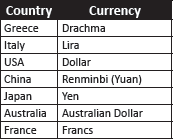 Country Currency
Greece Drachma
Italy Lira
USA Dollar
China Renminbi (Yuan)
Japan Yen
Australia Australian Dollar
France Francs